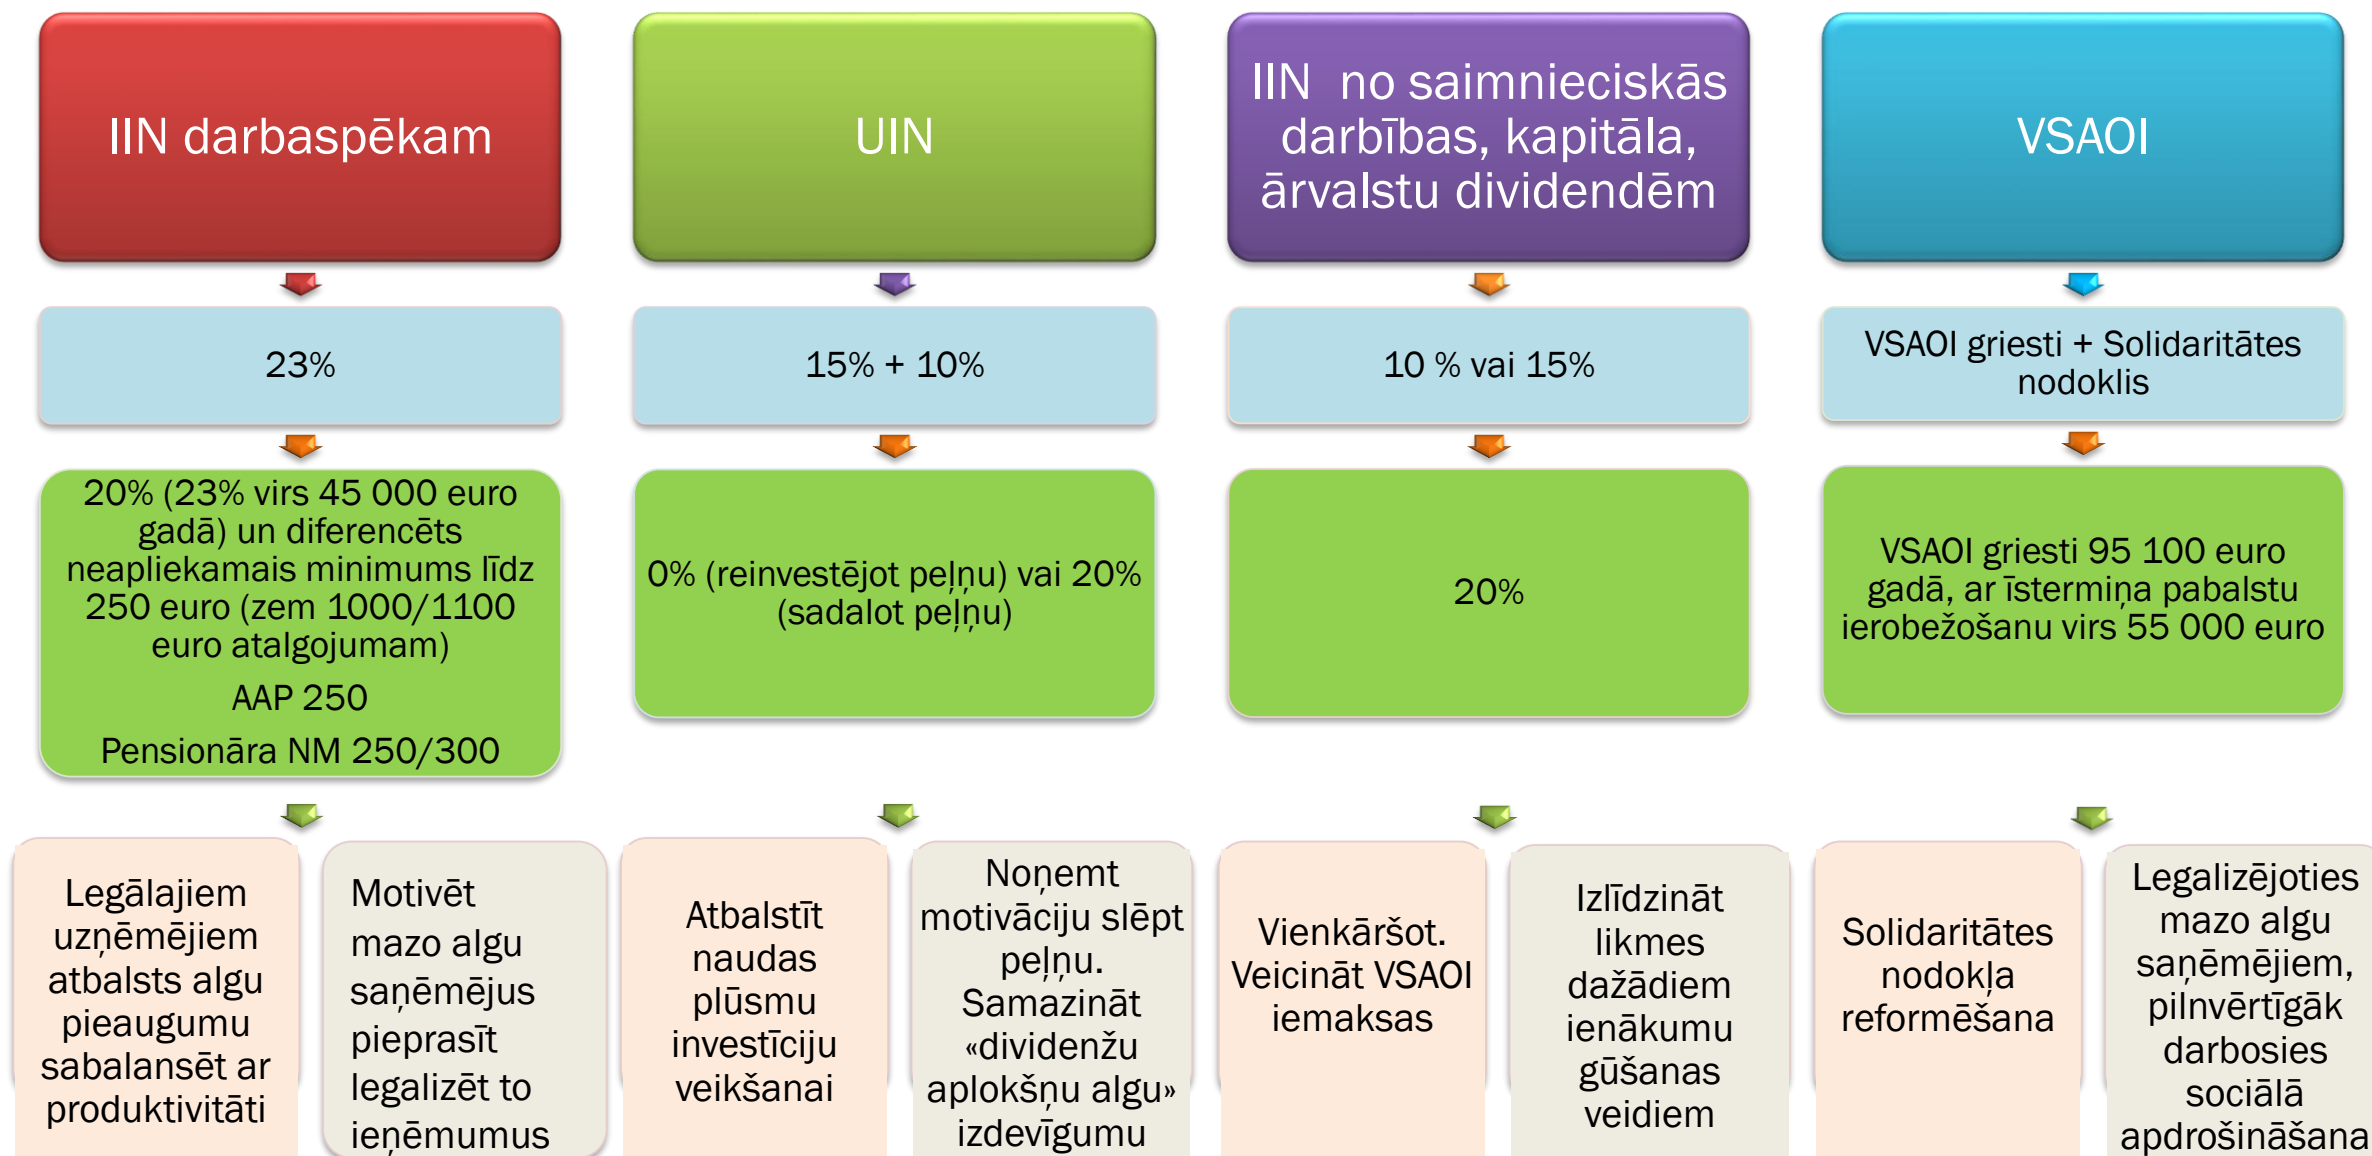 IIN darbaspēkam
UIN
IIN no saimnieciskās
darbības, kapitāla,
ārvalstu dividendēm
VSAOI
23%
15% + 10%
10 % vai 15%
VSAOI griesti + Solidaritātes
nodoklis
20% (23% virs 45 000 euro
gadā) un diferencēts
neapliekamais minimums līdz
250 euro (zem 1000/1100
euro atalgojumam)
AAP 250
Pensionāra NM 250/300
0% (reinvestējot peļņu) vai 20%
(sadalot peļņu)
20%
VSAOI griesti 95 100 euro
gadā, ar īstermiņa pabalstu
ierobežošanu virs 55 000 euro
Legālajiem
uzņēmējiem
atbalsts algu
pieaugumu
sabalansēt ar
produktivitāti
Motivēt
mazo algu
saņēmējus
pieprasīt
legalizēt to
ieņēmumus
Atbalstīt
naudas
plūsmu
investīciju
veikšanai
Noņemt
motivāciju slēpt
peļņu.
Samazināt
«dividenžu
aplokšņu algu»
izdevīgumu
Vienkāršot.
Veicināt VSAOI
iemaksas
Izlīdzināt
likmes
dažādiem
ienākumu
gūšanas
veidiem
Solidaritātes
nodokļa
reformēšana
Legalizējoties
mazo algu
saņēmējiem,
pilnvērtīgāk
darbosies
sociālā
apdrošināšana